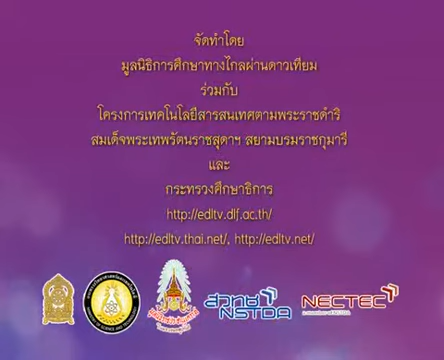 จัดทำโดย
มูลนิธิการศึกษาทางไกลผ่านดาวเทียม
ร่วมกับ
โครงการเทคโนโลยีสารสนเทศตามพระราชดำริ
สมเด็จพระเทพรัตนราชสุดาฯ สยามบรมราชกุมารี
และ
กระทรวงศึกษาธิการ
http://edltv.dlf.ac.th/
http://edltv.thai.net/, http://edltv.net/
สวทช NECTEC
NSTDA a member of NSTDA